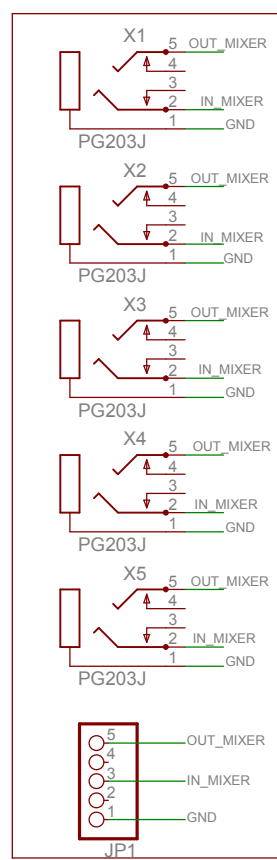 X1
5 OUT_MIXER
4
3
2 IN_MIXER
1 GND
PG203J
X2
5 OUT_MIXER
4
3
2 IN_MIXER
1 GND
PG203J
X3
5 OUT_MIXER
4
3
2 IN_MIXER
1 GND
PG203J
X4
5 OUT_MIXER
4
3
2 IN_MIXER
1 GND
PG203J
X5
5 OUT_MIXER
4
3
2 IN_MIXER
1 GND
PG203J
5 OUT_MIXER
4
3 IN_MIXER
2
1 GND
JP1